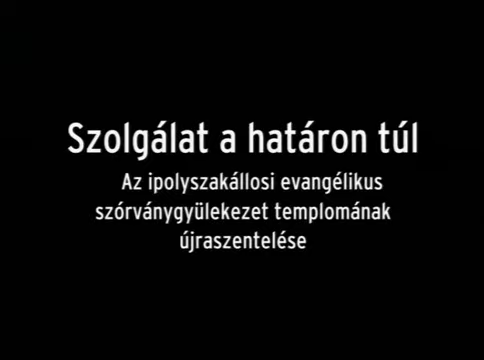 Szolgálat a határon túl
Az ipolyszakállosi evangélikus
szórványgyülekezet templomának
újraszentelése